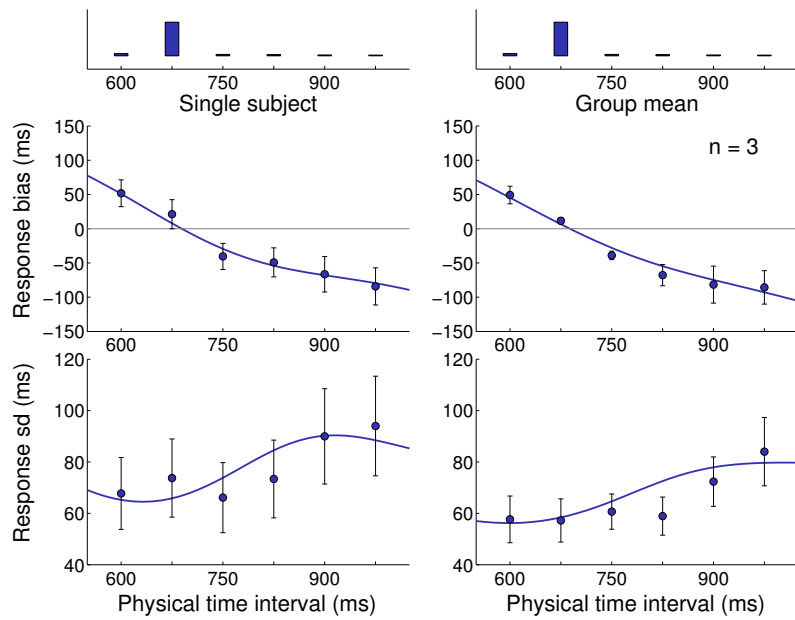 600 750 900
Single subject
600 750 900
Group mean
Response bias (ms)
150
100
50
0
−50
−100
−150
600 750 900
n = 3
150
100
50
0
−50
−100
−150
600 750 900
Response sd (ms)
120
100
80
60
40
600 750 900
Physical time interval (ms)
120
100
80
60
40
600 750 900
Physical time interval (ms)